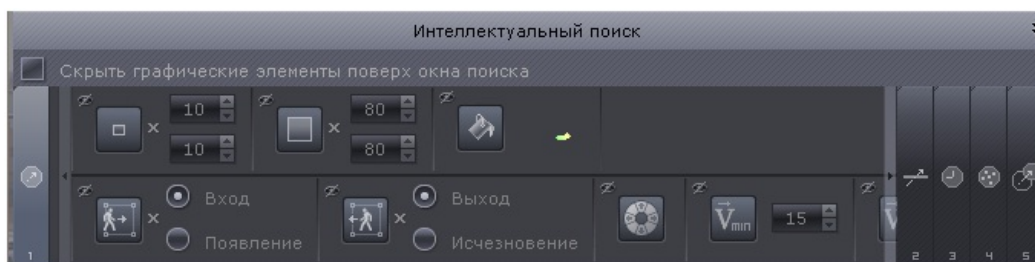 Интеллектуальный поиск
Скрыть графические элементы поверх окна поиска
× 10 × 80
10 80
× Вход × Выход
V min 15 V
Появление Исчезновение
1 2 3 4 5